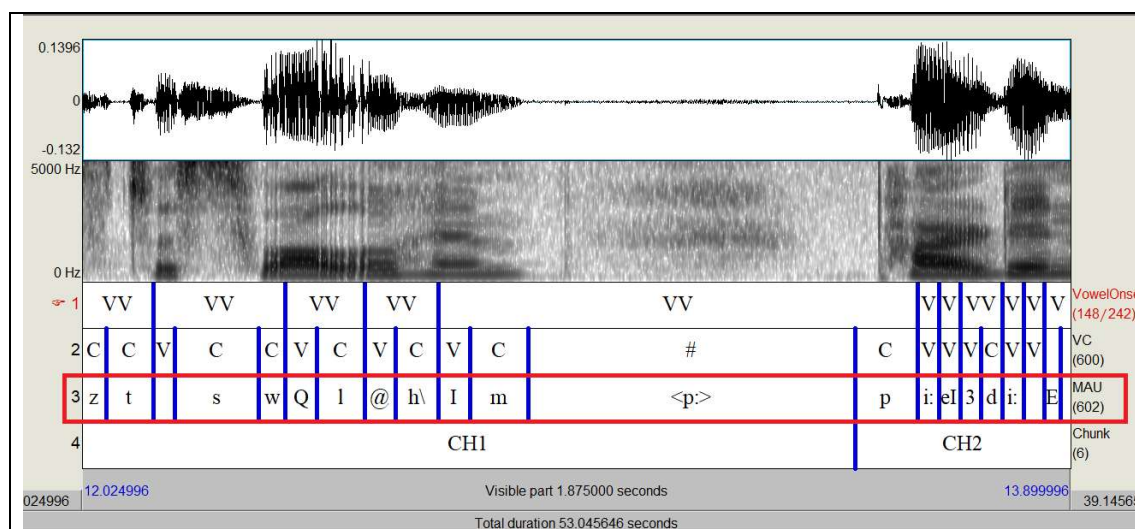 0.1396
0
-0.132
5000 Hz
0 Hz
1 VV VV VV VV VV V V VV V V V VowelOnse
(148/242)
2 C C V C C V C V C V C # C V V V C V V VC
(600)
3 z t s w Q l @ h\ I m <p:> p i: eI 3 d i: E MAU
(602)
4 CH1 CH2 Chunk
(6)
12.024996 13.899996
024996 Visible part 1.875000 seconds 39.14565
Total duration 53.045646 seconds